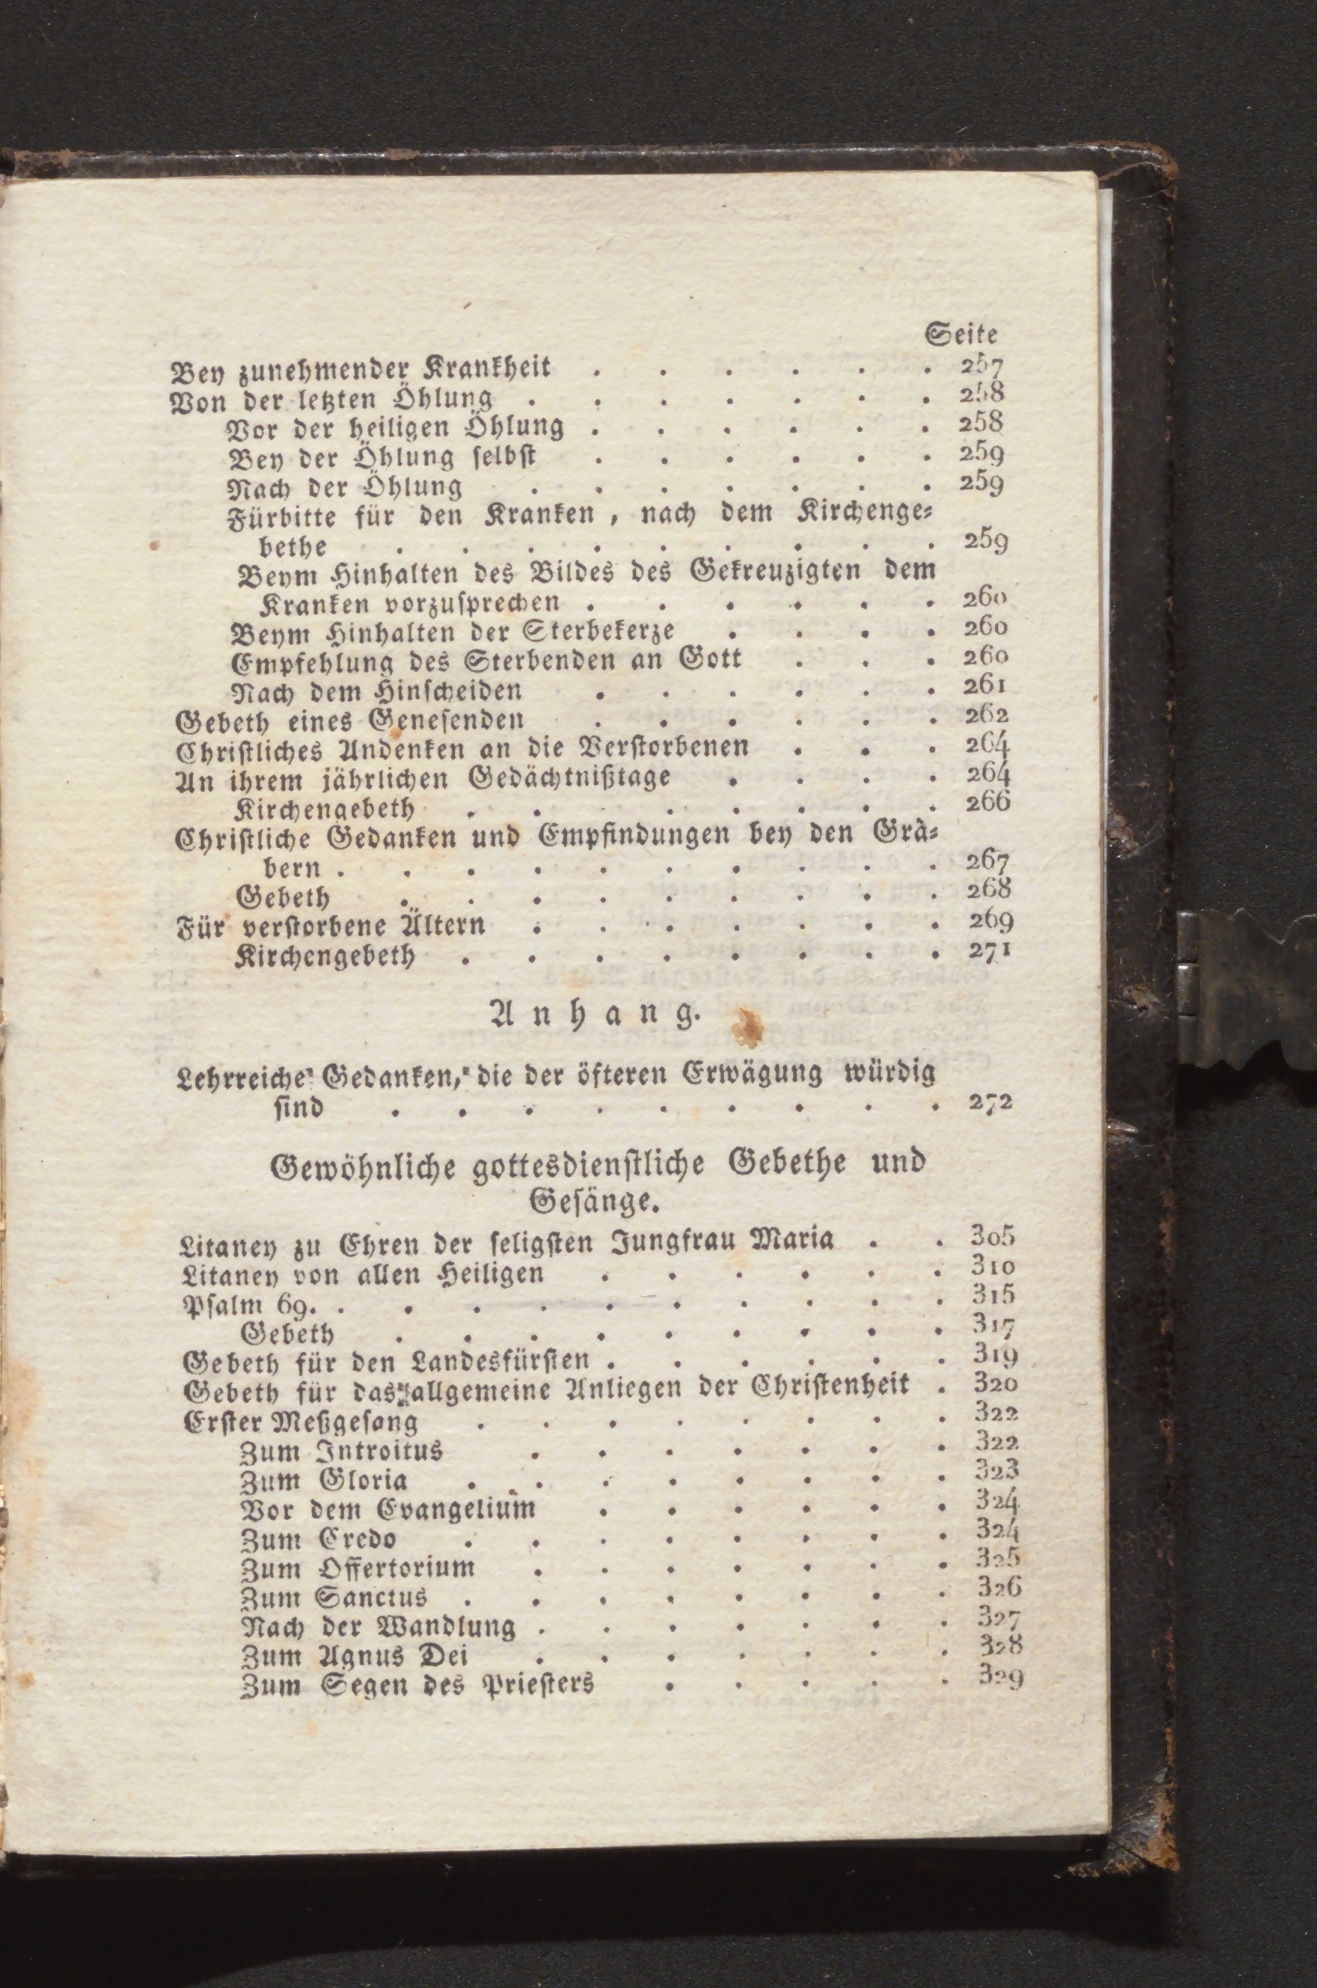 Seite
Bey zunehmender Krankheit . . . . . . 257
Von der letzten Öhlung . . . . . . . 258
Vor der heiligen Öhlung . . . . . . 258
Bey der Öhlung selbst . . . . . . 259
Nach der Öhlung . . . . . . . 259
Fürbitte für den Kranken, nach dem Kirchenge-
bethe . . . . . . . . . 259
Beym Hinhalten des Bildes des Gekreuzigten dem
Kranken vorzusprechen . . . . . . 260
Beym Hinhalten der Sterbekerze . . . . 260
Empfehlung des Sterbenden an Gott . . . 260
Nach dem Hinscheiden . . . . . . 261
Gebeth eines Genesenden . . . . . . 262
Christliches Andenken an die Verstorbenen . . . 264
An ihrem jährlichen Gedächtnißtage . . . . 264
Kirchengebeth . . . . . . . . 266
Christliche Gedanken und Empfindungen bey den Grä-
bern . . . . . . . . . . 267
Gebeth . . . . . . . . . 268
Für verstorbene Ältern . . . . . . . 269
Kirchengebeth . . . . . . . . 271
Anhang.
Lehrreiche Gedanken, die der öfteren Erwägung würdig
sind . . . . . . . . . 272
Gewöhnliche gottesdienstliche Gebethe und
Gesänge.
Litaney zu Ehren der seligsten Jungfrau Maria . . 305
Litaney von allen Heiligen . . . . . . 310
Psalm 69. . . . . . . . . . . 315
Gebeth . . . . . . . . . 317
Gebeth für den Landesfürsten . . . . . . 319
Gebeth für das allgemeine Anliegen der Christenheit . 320
Erster Meßgesang . . . . . . . . 322
Zum Introitus . . . . . . . 322
Zum Gloria . . . . . . . . 323
Vor dem Evangelium . . . . . . 324
Zum Credo . . . . . . . . 324
Zum Offertorium . . . . . . . 325
Zum Sanctus . . . . . . . . 326
Nach der Wandlung . . . . . . . 327
Zum Agnus Dei . . . . . . . 328
Zum Segen des Priesters . . . . . 329